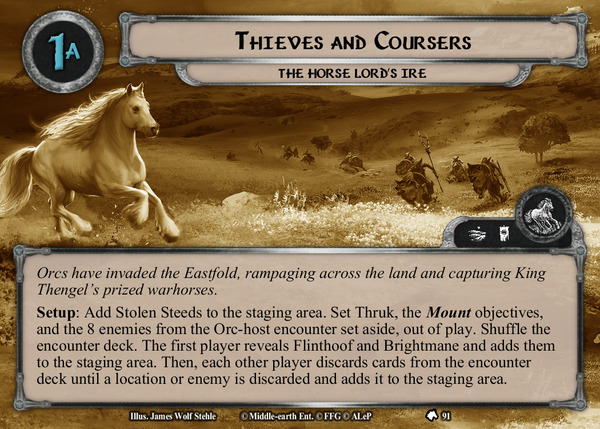 1A
Thieves and Coursers
The Horse Lord's Ire
Orcs have invaded the Eastfold, rampaging across the land and capturing King
Thengel's prized warhorses.
Setup: Add Stolen Steeds to the staging area. Set Thruk, the Mount objectives,
and the 8 enemies from the Orc-host encounter set aside, out of play. Shuffle the
encounter deck. The first player reveals Flinthoof and Brightmane and adds them
to the staging area. Then, each other player discards cards from the encounter
deck until a location or enemy is discarded and adds it to the staging area.
Illus. James Wolf Strehle © Middle-earth Ent. © FFG © ALeP 91